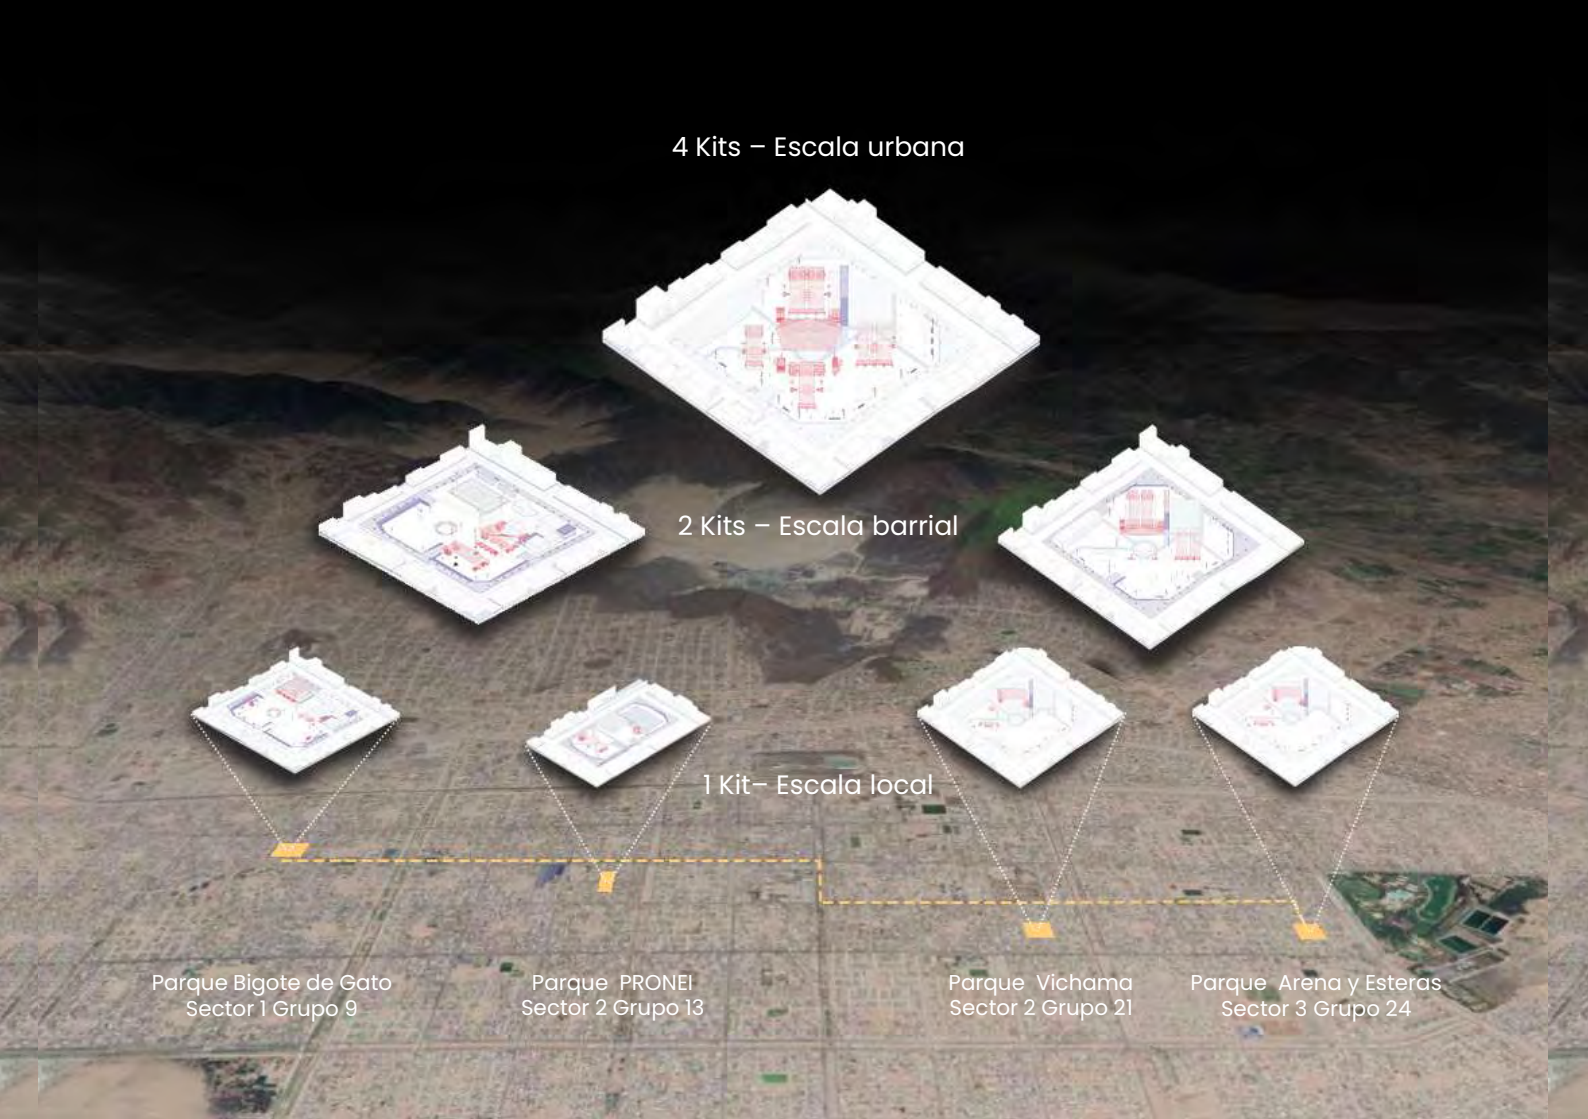 4 Kits – Escala urbana
2 Kits – Escala barrial
1 Kit– Escala local
Parque Bigote de Gato
Sector 1 Grupo 9
Parque PRONEI
Sector 2 Grupo 13
Parque Vichama
Sector 2 Grupo 21
Parque Arena y Esteras
Sector 3 Grupo 24